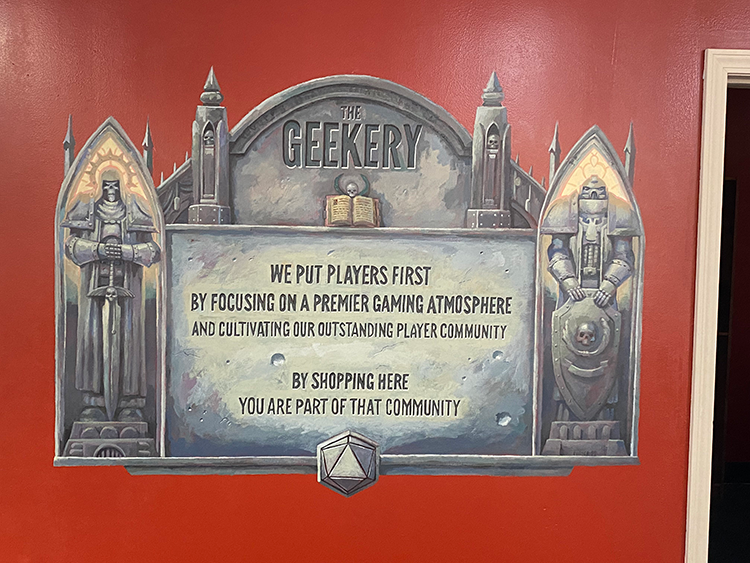 THE
GEEKERY
WE PUT PLAYERS FIRST
BY FOCUSING ON A PREMIER GAMING ATMOSPHERE
AND CULTIVATING OUR OUTSTANDING PLAYER COMMUNITY
BY SHOPPING HERE
YOU ARE PART OF THAT COMMUNITY